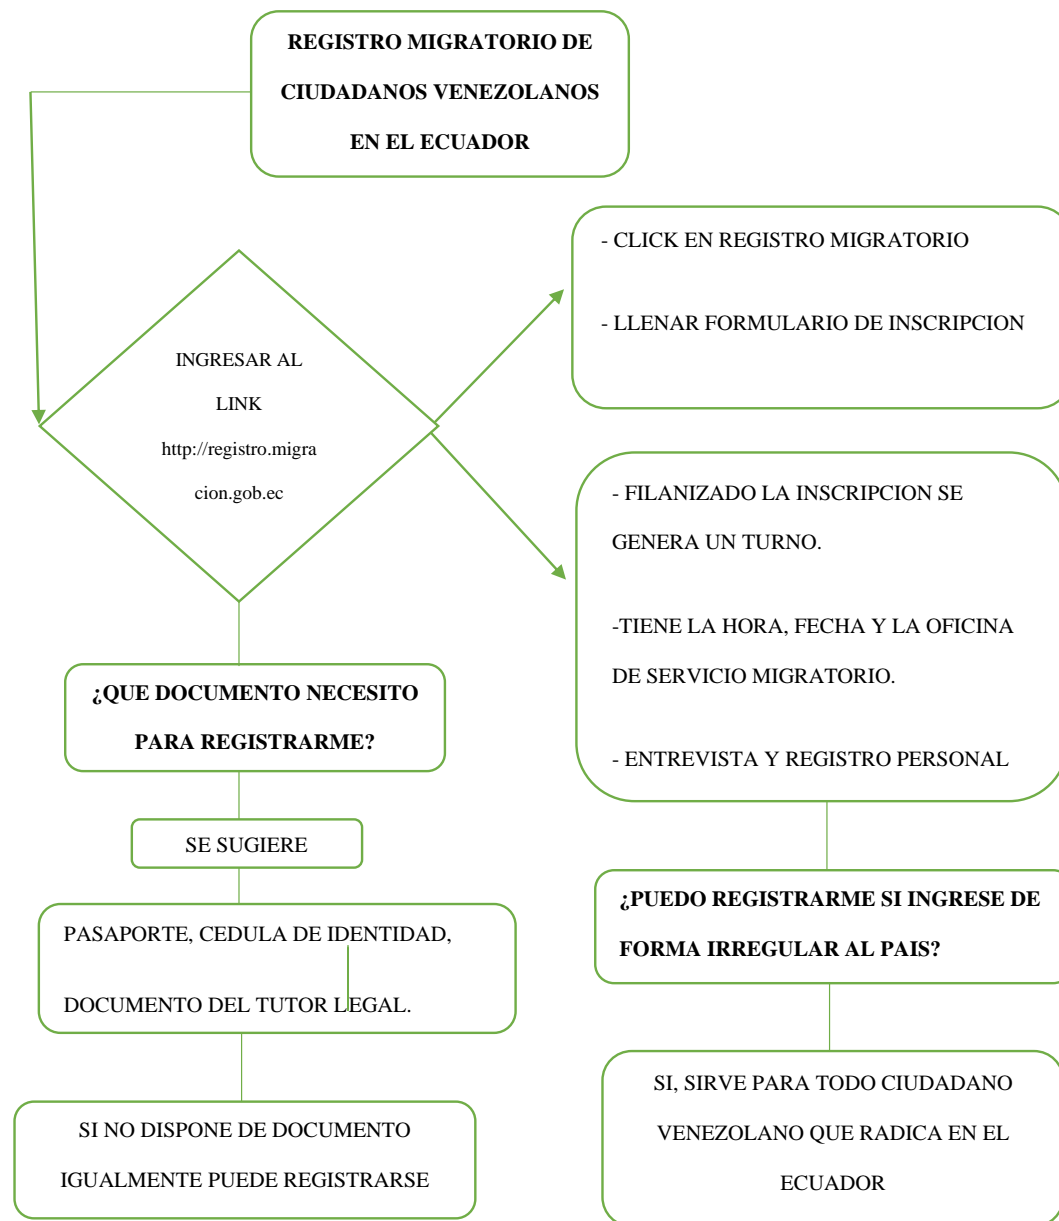 REGISTRO MIGRATORIO DE
CIUDADANOS VENEZOLANOS
EN EL ECUADOR
- CLICK EN REGISTRO MIGRATORIO
- LLENAR FORMULARIO DE INSCRIPCION
INGRESAR AL
LINK
http://registro.migra
cion.gob.ec
- FILANIZADO LA INSCRIPCION SE
GENERA UN TURNO.
-TIENE LA HORA, FECHA Y LA OFICINA
DE SERVICIO MIGRATORIO.
- ENTREVISTA Y REGISTRO PERSONAL
¿QUE DOCUMENTO NECESITO
PARA REGISTRARME?
SE SUGIERE
PASAPORTE, CEDULA DE IDENTIDAD,
DOCUMENTO DEL TUTOR LEGAL.
SI NO DISPONE DE DOCUMENTO
IGUALMENTE PUEDE REGISTRARSE
¿PUEDO REGISTRARME SI INGRESE DE
FORMA IRREGULAR AL PAIS?
SI, SIRVE PARA TODO CIUDADANO
VENEZOLANO QUE RADICA EN EL
ECUADOR